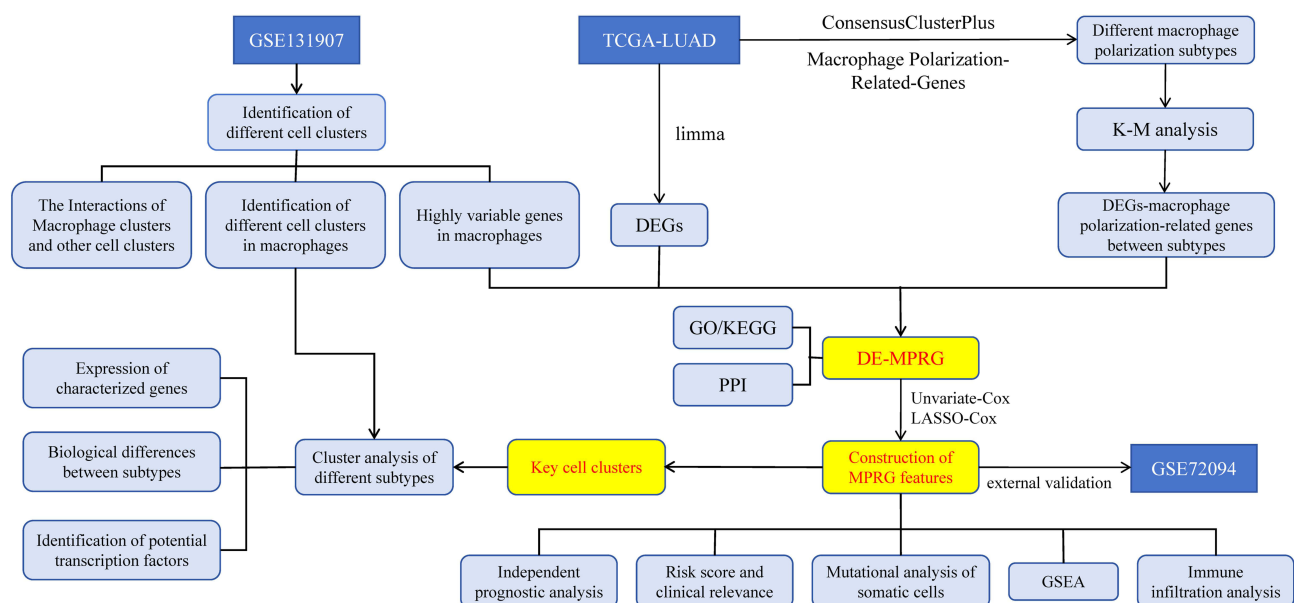 GSE131907
TCGA-LUAD
ConsensusClusterPlus
Macrophage Polarization-
Related-Genes
Different macrophage
polarization subtypes
Identification of
different cell clusters
limma
K-M analysis
The Interactions of
Macrophage clusters
and other cell clusters
Identification of
different cell clusters
in macrophages
Highly variable genes
in macrophages
DEGs
DEGs-macrophage
polarization-related genes
between subtypes
GO/KEGG
PPI
DE-MPRG
Unvariate-Cox
LASSO-Cox
Expression of
characterized genes
Biological differences
between subtypes
Identification of potential
transcription factors
Cluster analysis of
different subtypes
Key cell clusters
Construction of
MPRG features
external validation
GSE72094
Independent
prognostic analysis
Risk score and
clinical relevance
Mutational analysis of
somatic cells
GSEA
Immune
infiltration analysis